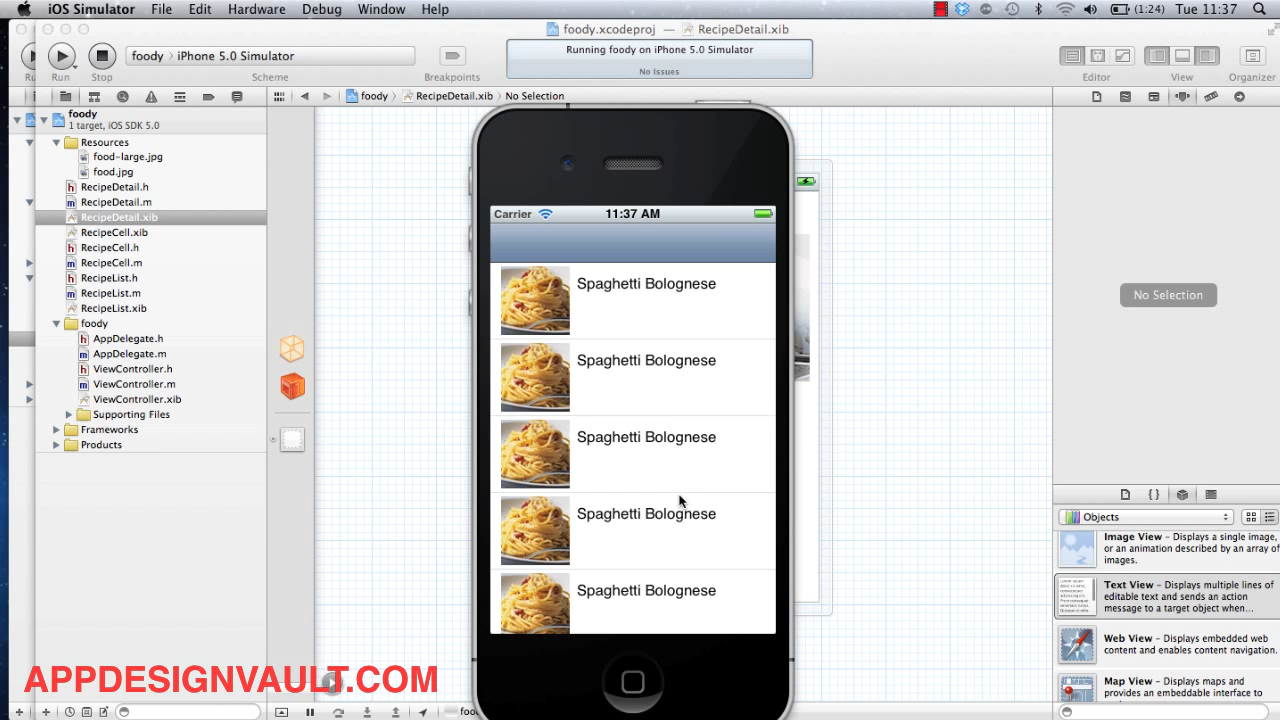 iOS Simulator File Edit Hardware Debug Window Help (1:24) Tue 11:37
foody.xcodeproj — RecipeDetail.xib
foody › iPhone 5.0 Simulator
Running foody on iPhone 5.0 Simulator
No Issues
Ru Run Stop Scheme Breakpoints Editor View Organizer
foody › RecipeDetail.xib › No Selection
foody
1 target, iOS SDK 5.0
Resources
food-large.jpg
food.jpg
RecipeDetail.h
RecipeDetail.m
RecipeDetail.xib
RecipeCell.xib
RecipeCell.h
RecipeCell.m
RecipeList.h
RecipeList.m
RecipeList.xib
foody
AppDelegate.h
AppDelegate.m
ViewController.h
ViewController.m
ViewController.xib
Supporting Files
Frameworks
Products
Carrier 11:37 AM
Spaghetti Bolognese
Spaghetti Bolognese
Spaghetti Bolognese
Spaghetti Bolognese
Spaghetti Bolognese
No Selection
Objects
Image View – Displays a single image,
or an animation described by an array of
images.
Text View – Displays multiple lines of
editable text and sends an action
message to a target object when...
Web View – Displays embedded web
content and enables content navigation.
Map View – Displays maps and
provides an embeddable interface to
APPDESIGNVAULT.COM
foo